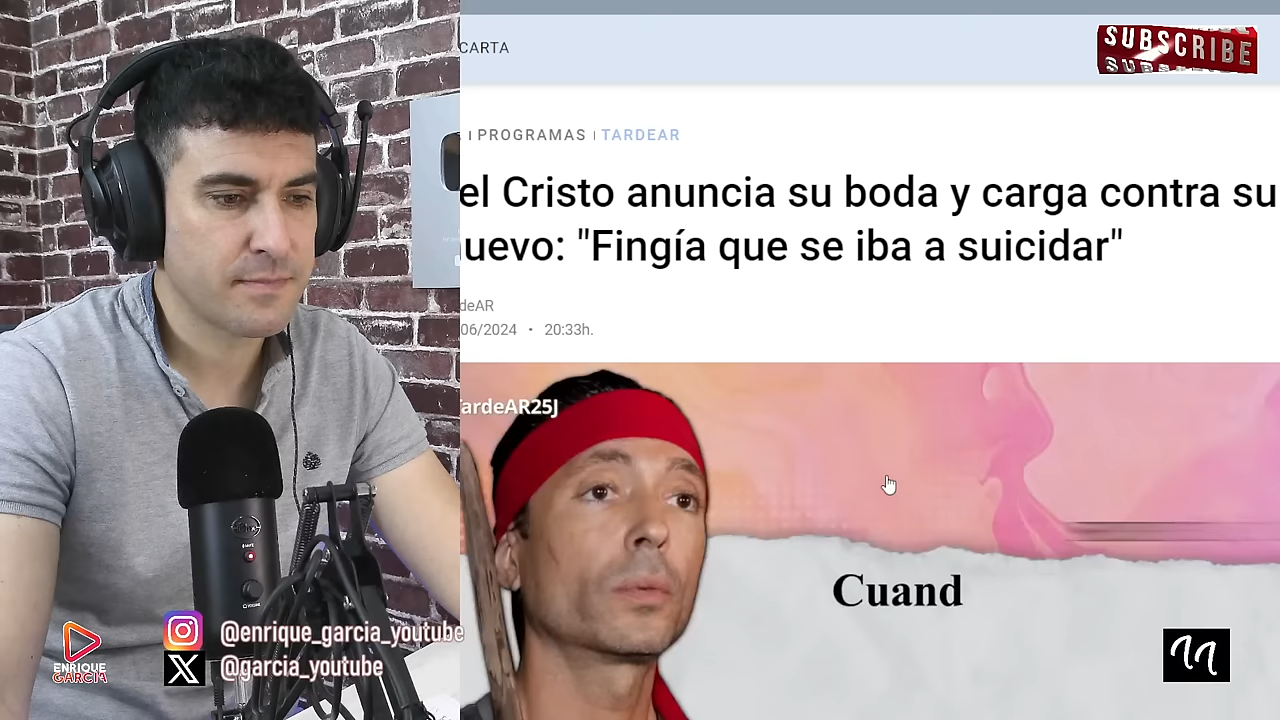 CARTA
SUBSCRIBE
PROGRAMAS | TARDEAR
el Cristo anuncia su boda y carga contra su
uevo: "Fingía que se iba a suicidar"
deAR
06/2024 • 20:33h.
ardeAR25J
Cuand
@enrique_garcia_youtube
@garcia_youtube
ENRIQUE
GARCIA